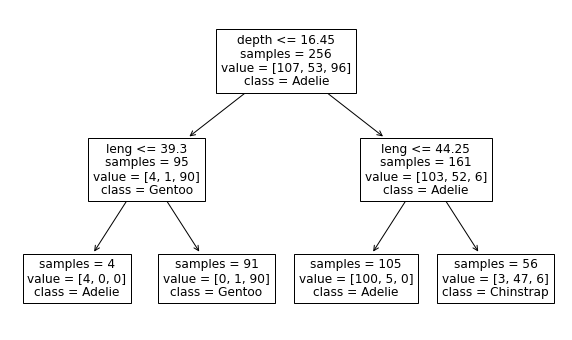 depth <= 16.45
samples = 256
value = [107, 53, 96]
class = Adelie
leng <= 39.3
samples = 95
value = [4, 1, 90]
class = Gentoo
leng <= 44.25
samples = 161
value = [103, 52, 6]
class = Adelie
samples = 4
value = [4, 0, 0]
class = Adelie
samples = 91
value = [0, 1, 90]
class = Gentoo
samples = 105
value = [100, 5, 0]
class = Adelie
samples = 56
value = [3, 47, 6]
class = Chinstrap